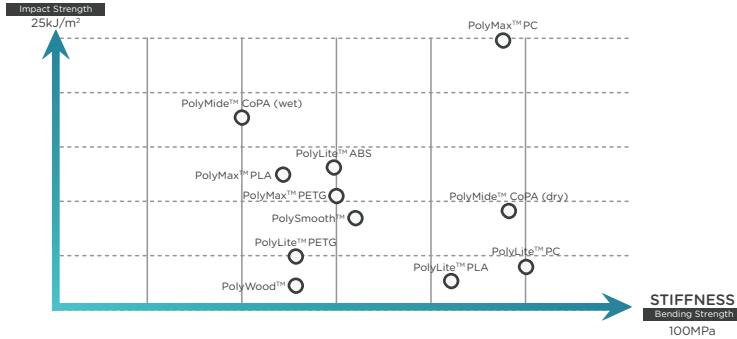 Impact Strength
25kJ/m²
PolyMax™ PC
PolyMide™ CoPA (wet)
PolyLite™ ABS
PolyMax™ PLA
PolyMax™ PETG
PolyMide™ CoPA (dry)
PolySmooth™
PolyLite™ PETG
PolyLite™ PC
PolyLite™ PLA
PolyWood™
STIFFNESS
Bending Strength
100MPa